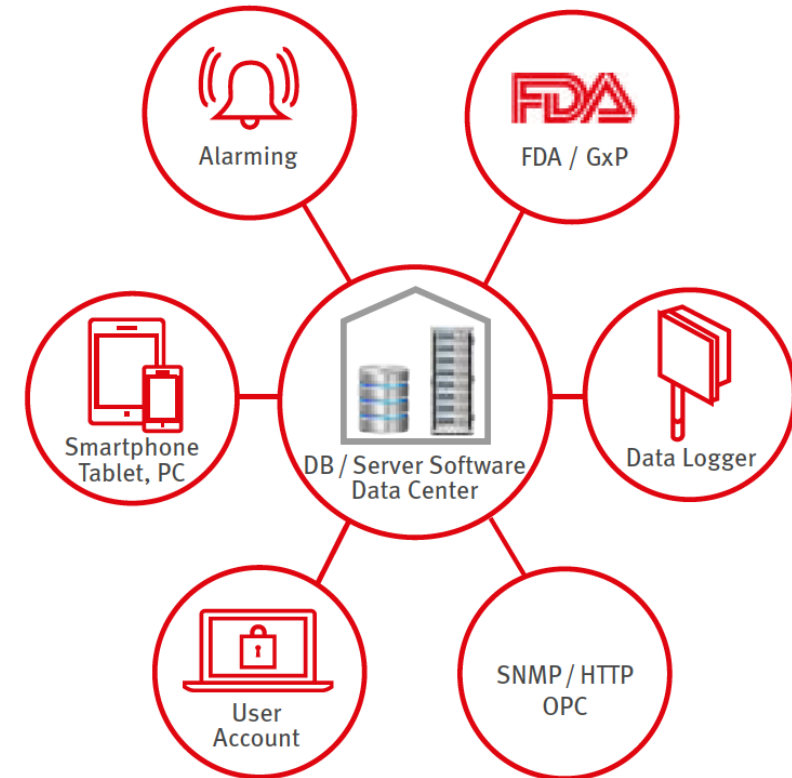 Alarming
FDA
FDA / GxP
Smartphone
Tablet, PC
DB / Server Software
Data Center
Data Logger
User
Account
SNMP / HTTP
OPC